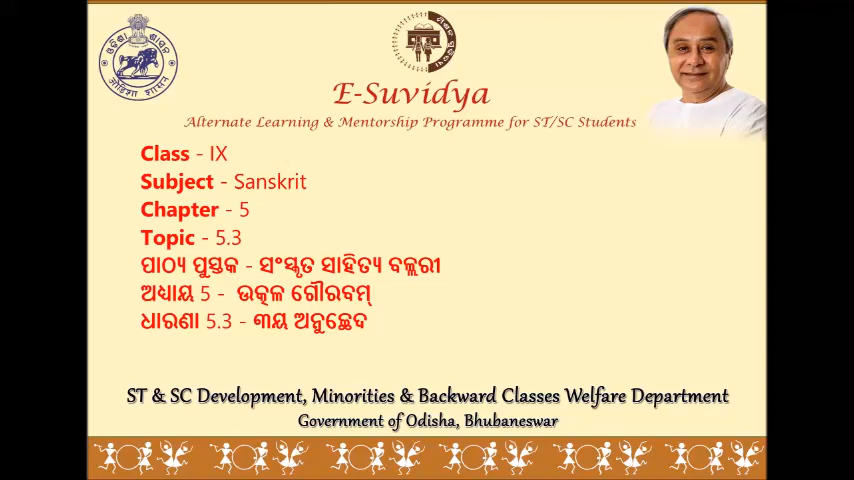 E-Suvidya
Alternate Learning & Mentorship Programme for ST/SC Students
Class - IX
Subject - Sanskrit
Chapter - 5
Topic - 5.3
ପାଠ୍ୟ ପୁସ୍ତକ - ସଂସ୍କୃତ ସାହିତ୍ୟ ବଲ୍ଲରୀ
ଅଧ୍ୟାୟ 5 - ଉତ୍କଳ ଗୌରବମ୍
ଧାରଣା 5.3 - ୩ୟ ଅନୁଚ୍ଛେଦ
ST & SC Development, Minorities & Backward Classes Welfare Department
Government of Odisha, Bhubaneswar